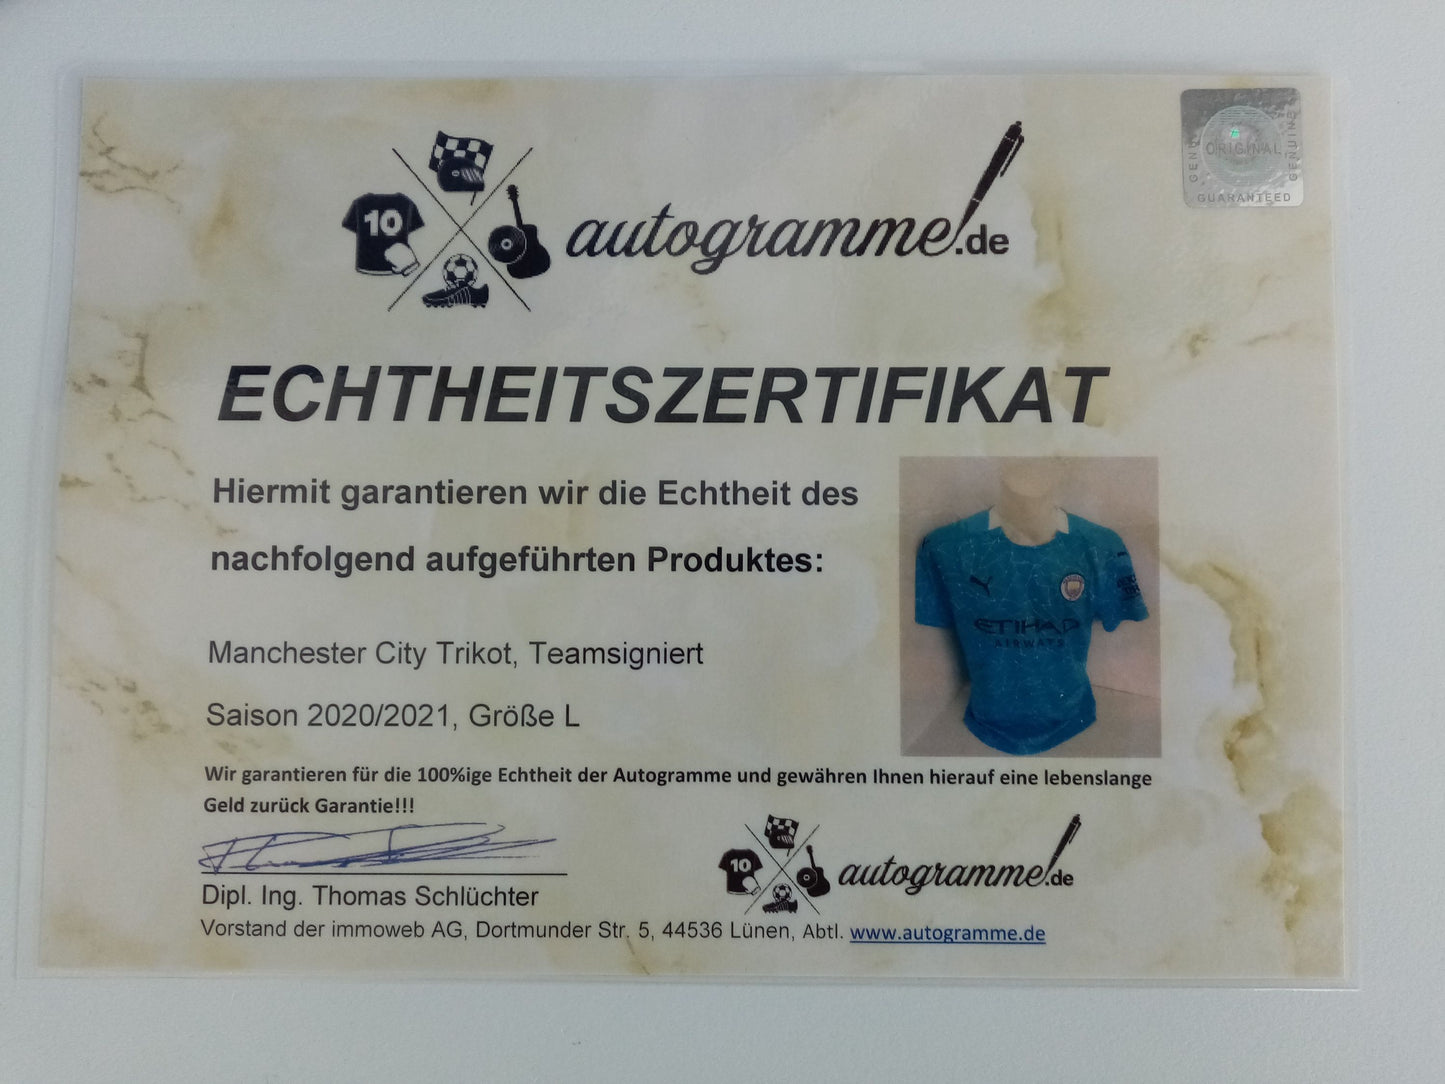 10
autogramme.de
GENUINE
ORIGINAL
GENUINE
GUARANTEED
ECHTHEITSZERTIFIKAT
Hiermit garantieren wir die Echtheit des
nachfolgend aufgeführten Produktes:
ETIHAD
AIRWAYS
Manchester City Trikot, Teamsigniert
Saison 2020/2021, Größe L
Wir garantieren für die 100%ige Echtheit der Autogramme und gewähren Ihnen hierauf eine lebenslange
Geld zurück Garantie!!!
10
autogramme.de
Dipl. Ing. Thomas Schlüchter
Vorstand der immoweb AG, Dortmunder Str. 5, 44536 Lünen, Abtl. www.autogramme.de